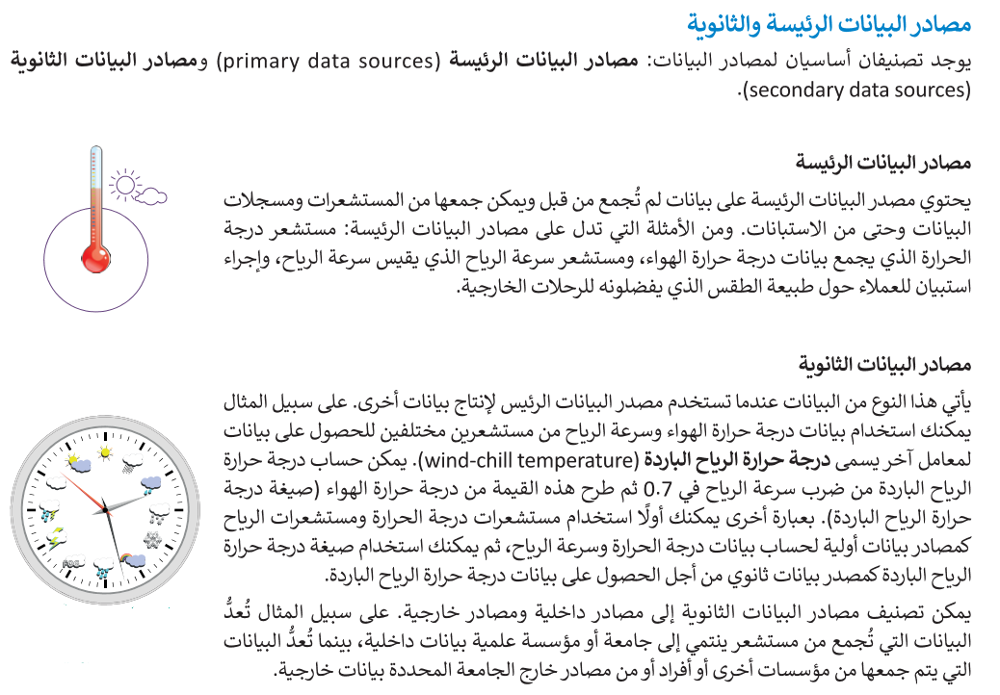 مصادر البيانات الرئيسة والثانوية
يوجد تصنيفان أساسيان لمصادر البيانات: مصادر البيانات الرئيسة (primary data sources) ومصادر البيانات الثانوية
(secondary data sources).
مصادر البيانات الرئيسة
يحتوي مصدر البيانات الرئيسة على بيانات لم تُجمع من قبل ويمكن جمعها من المستشعرات ومسجلات
البيانات وحتى من الاستبانات. ومن الأمثلة التي تدل على مصادر البيانات الرئيسة: مستشعر درجة
الحرارة الذي يجمع بيانات درجة حرارة الهواء، ومستشعر سرعة الرياح الذي يقيس سرعة الرياح، وإجراء
استبيان للعملاء حول طبيعة الطقس الذي يفضلونه للرحلات الخارجية.
مصادر البيانات الثانوية
يأتي هذا النوع من البيانات عندما تستخدم مصدر البيانات الرئيس لإنتاج بيانات أخرى. على سبيل المثال
يمكنك استخدام بيانات درجة حرارة الهواء وسرعة الرياح من مستشعرين مختلفين للحصول على بيانات
لمعامل آخر يسمى درجة حرارة الرياح الباردة (wind-chill temperature). يمكن حساب درجة حرارة
الرياح الباردة من ضرب سرعة الرياح في 0.7 ثم طرح هذه القيمة من درجة حرارة الهواء (صيغة درجة
حرارة الرياح الباردة). بعبارة أخرى يمكنك أولًا استخدام مستشعرات درجة الحرارة ومستشعرات الرياح
كمصادر بيانات أولية لحساب بيانات درجة الحرارة وسرعة الرياح، ثم يمكنك استخدام صيغة درجة حرارة
الرياح الباردة كمصدر بيانات ثانوي من أجل الحصول على بيانات درجة حرارة الرياح الباردة.
يمكن تصنيف مصادر البيانات الثانوية إلى مصادر داخلية ومصادر خارجية. على سبيل المثال تُعدُّ
البيانات التي تُجمع من مستشعر ينتمي إلى جامعة أو مؤسسة علمية بيانات داخلية، بينما تُعدُّ البيانات
التي يتم جمعها من مؤسسات أخرى أو أفراد أو من مصادر خارج الجامعة المحددة بيانات خارجية.
FOG